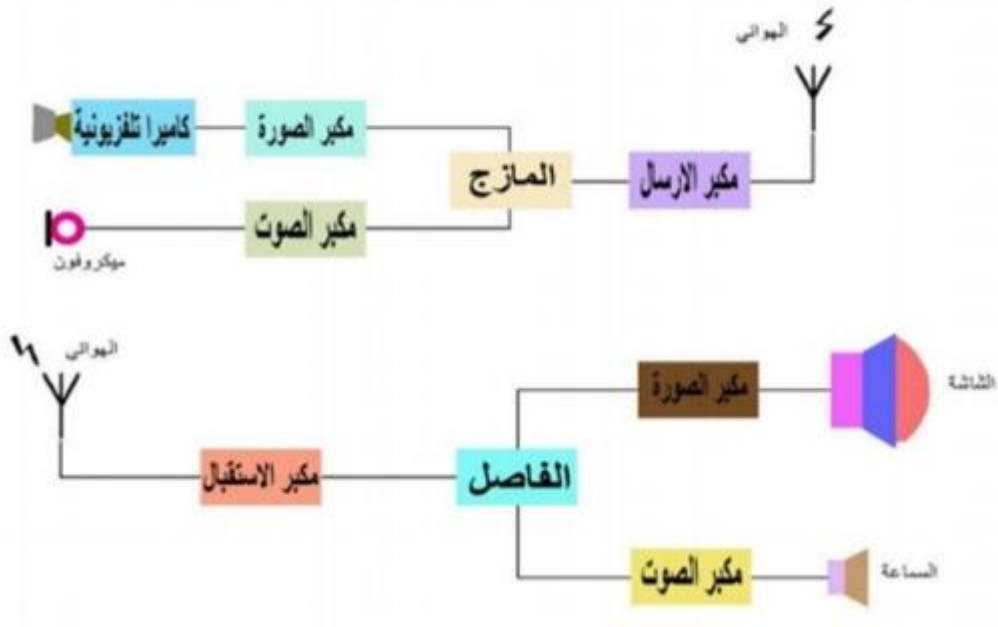 الهوائي
كاميرا تلفزيونية
مكبر الصورة
المازج
مكبر الارسال
مكبر الصوت
ميكروفون
الهوائي
مكبر الصورة
الشاشة
مكبر الاستقبال
الفاصل
مكبر الصوت
السماعة